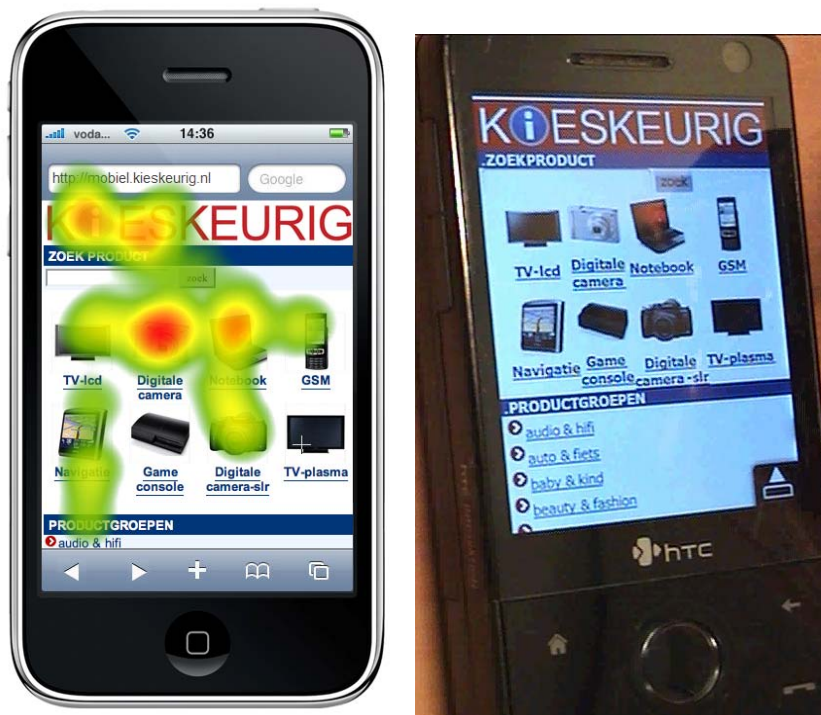 voda... 14:36
http://mobiel.kieskeurig.nl Google
KIESKEURIG
ZOEK PRODUCT
zoek
TV-lcd Digitale camera Notebook GSM
Navigatie Game console Digitale camera-slr TV-plasma
PRODUCTGROEPEN
audio & hifi
KIESKEURIG
.ZOEKPRODUCT
zoek
TV-lcd Digitale camera Notebook GSM
Navigatie Game console Digitale camera-slr TV-plasma
.PRODUCTGROEPEN
audio & hifi
auto & fiets
baby & kind
beauty & fashion
hTC